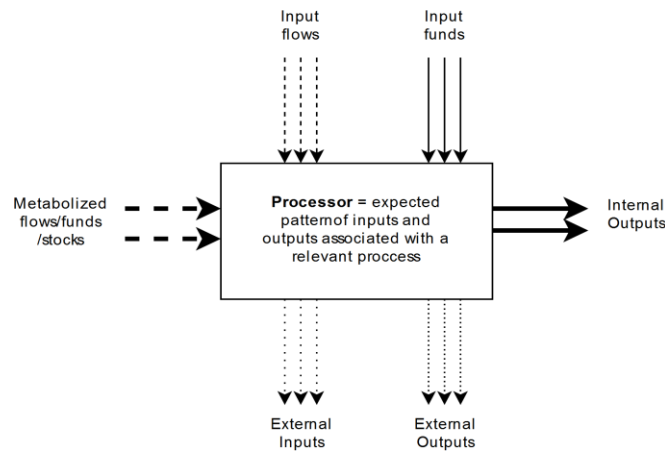 Input
flows
Input
funds
Metabolized
flows/funds
/stocks
Processor = expected
patternof inputs and
outputs associated with a
relevant proccess
Internal
Outputs
External
Inputs
External
Outputs